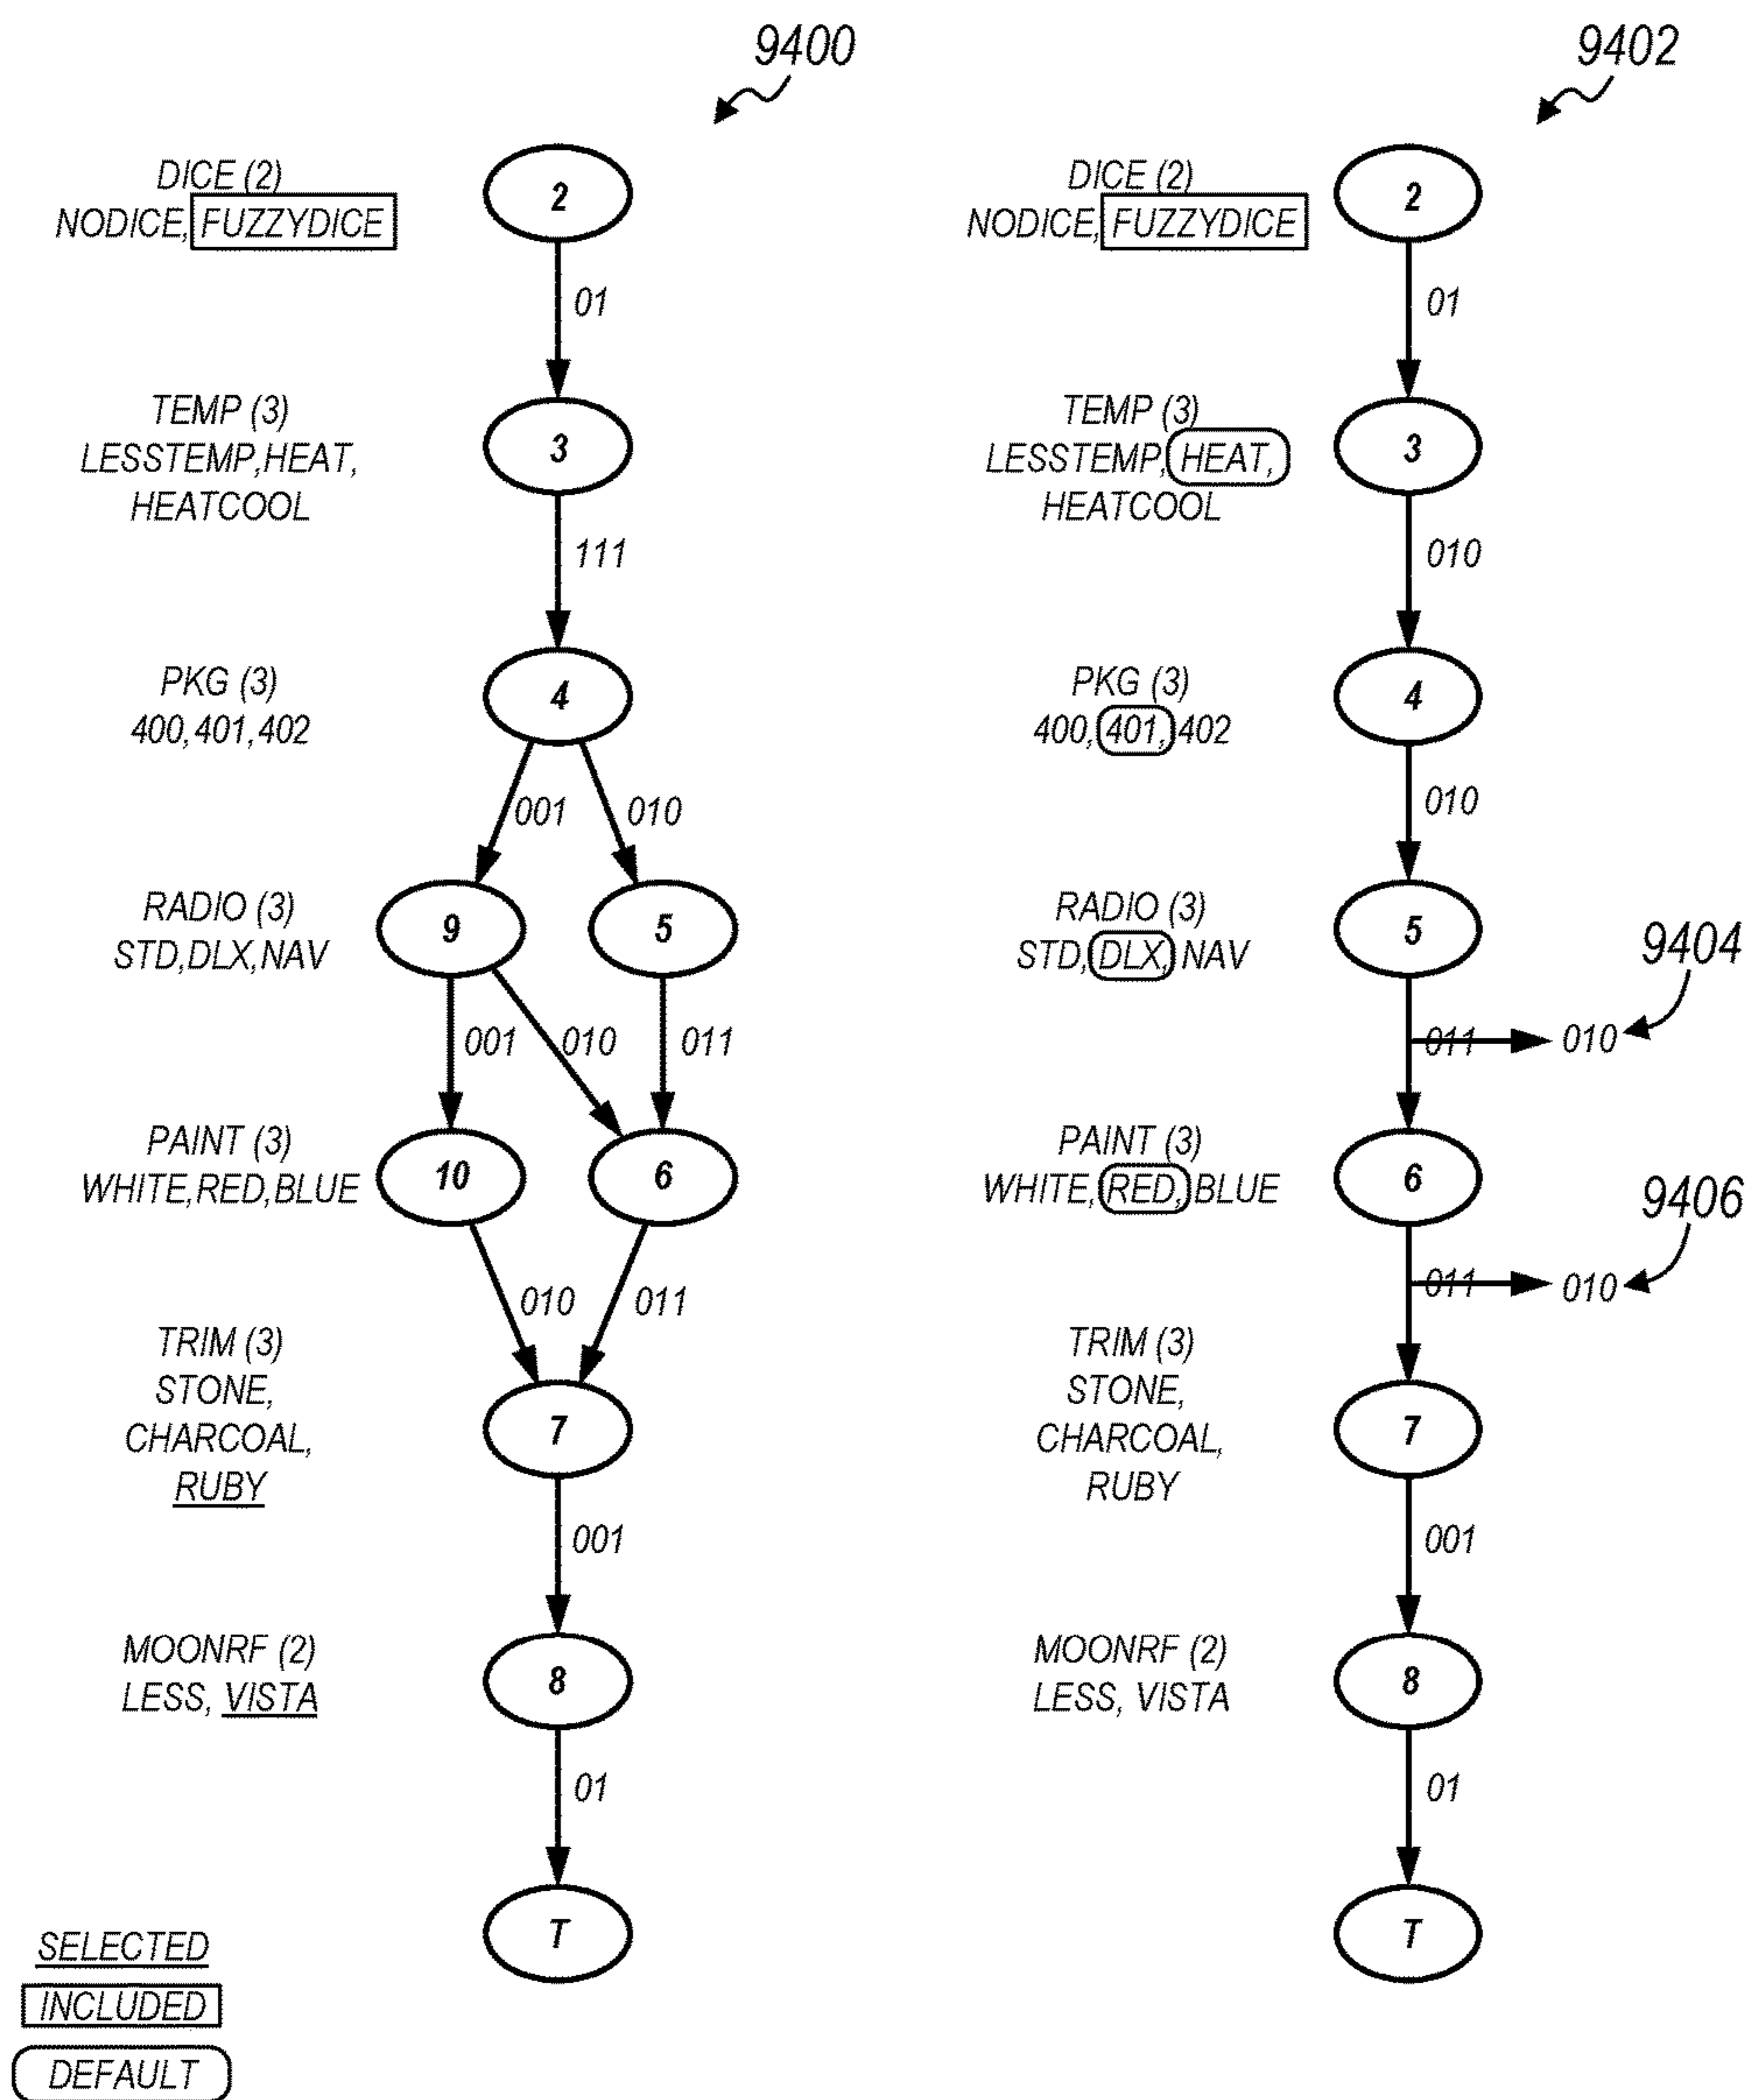 9400
9402
DICE (2)
NODICE, FUZZYDICE
2
01
TEMP (3)
LESSTEMP, HEAT,
HEATCOOL
3
111
PKG (3)
400, 401, 402
4
001
010
RADIO (3)
STD, DLX, NAV
9
5
001
010
011
PAINT (3)
WHITE, RED, BLUE
10
6
010
011
TRIM (3)
STONE,
CHARCOAL,
RUBY
7
001
MOONRF (2)
LESS, VISTA
8
01
T
SELECTED
INCLUDED
DEFAULT
DICE (2)
NODICE, FUZZYDICE
2
01
TEMP (3)
LESSTEMP, HEAT,
HEATCOOL
3
010
PKG (3)
400, 401, 402
4
010
RADIO (3)
STD, DLX, NAV
5
9404
011
010
PAINT (3)
WHITE, RED, BLUE
6
9406
011
010
TRIM (3)
STONE,
CHARCOAL,
RUBY
7
001
MOONRF (2)
LESS, VISTA
8
01
T